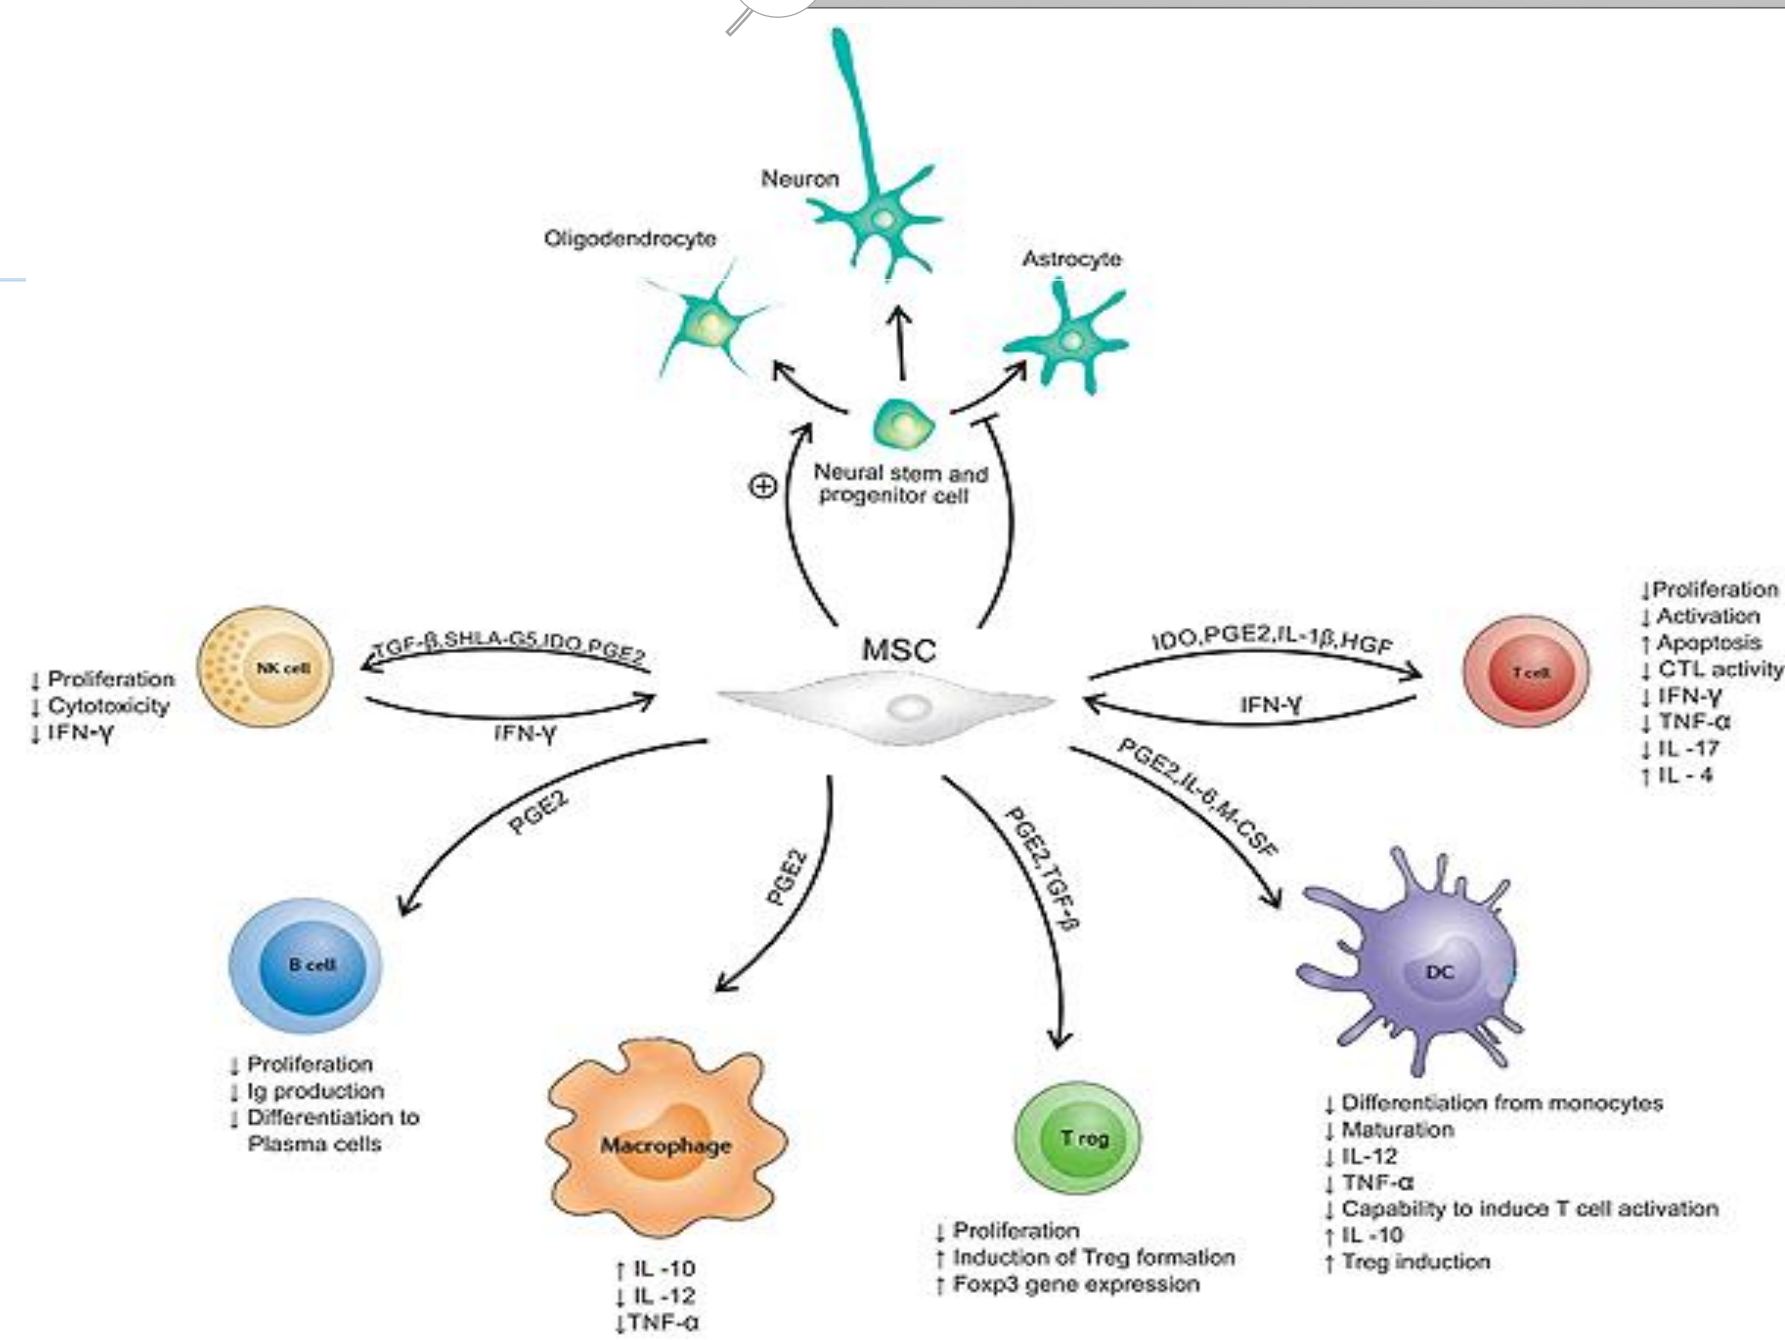 Neuron
Oligodendrocyte
Astrocyte
Neural stem and
progenitor cell
⊕
MSC
TGF-β,SHLA-G5,IDO,PGE2
IFN-γ
NK cell
↓ Proliferation
↓ Cytotoxicity
↓ IFN-γ
IDO,PGE2,IL-1β,HGF
IFN-γ
T cell
↓Proliferation
↓ Activation
↑ Apoptosis
↓ CTL activity
↓ IFN-γ
↓ TNF-α
↓ IL -17
↑ IL - 4
PGE2
B cell
↓ Proliferation
↓ Ig production
↓ Differentiation to
Plasma cells
PGE2
Macrophage
↑ IL -10
↓ IL -12
↓TNF-α
PGE2,TGF-β
T rog
↓ Proliferation
↑ Induction of Treg formation
↑ Foxp3 gene expression
PGE2,IL-6,M-CSF
DC
↓ Differentiation from monocytes
↓ Maturation
↓ IL-12
↓ TNF-α
↓ Capability to induce T cell activation
↑ IL -10
↑ Treg induction